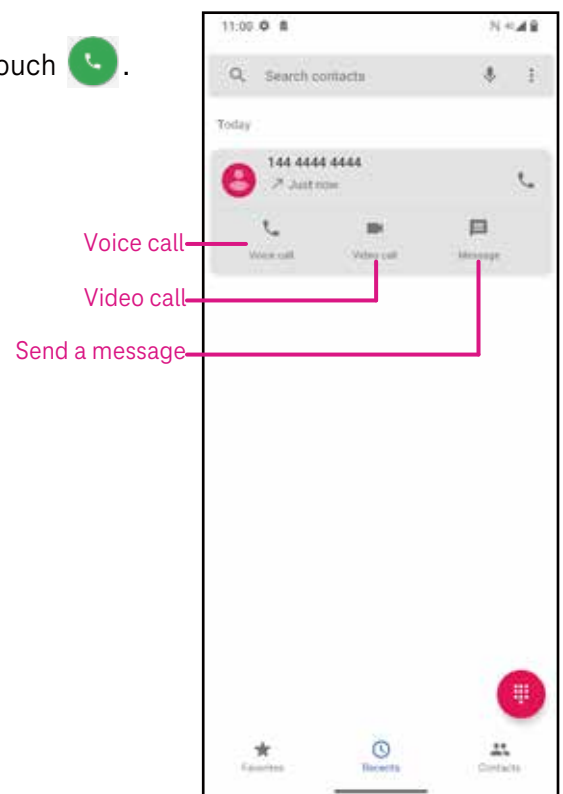 ouch .
11:00
Search contacts
Today
144 4444 4444
Just now
Voice call
Voice call Video call Message
Video call
Send a message
Favorites Recents Contacts